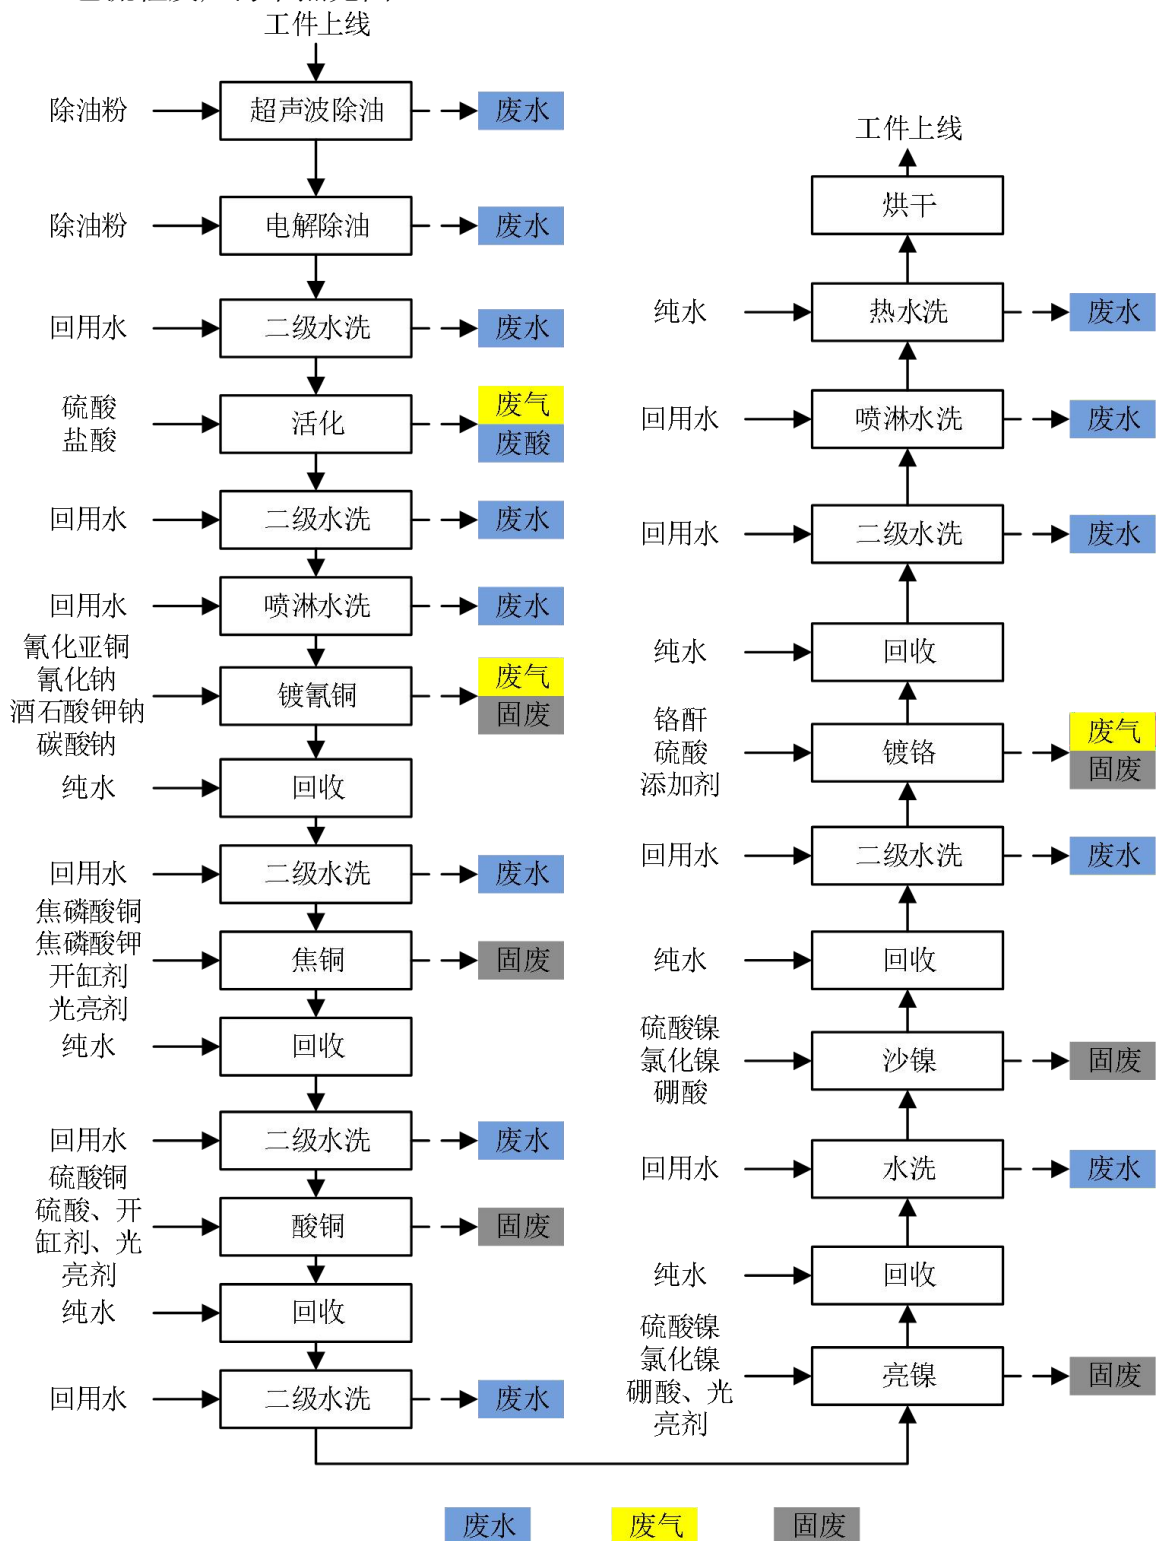 工件上线
除油粉
超声波除油
废水
除油粉
电解除油
废水
回用水
二级水洗
废水
硫酸
盐酸
活化
废气
废酸
回用水
二级水洗
废水
回用水
喷淋水洗
废水
氰化亚铜
氰化钠
酒石酸钾钠
碳酸钠
镀氰铜
废气
固废
纯水
回收
回用水
二级水洗
废水
焦磷酸铜
焦磷酸钾
开缸剂
光亮剂
焦铜
固废
纯水
回收
回用水
二级水洗
废水
硫酸铜
硫酸、开
缸剂、光
亮剂
酸铜
固废
纯水
回收
回用水
二级水洗
废水
工件上线
烘干
纯水
热水洗
废水
回用水
喷淋水洗
废水
回用水
二级水洗
废水
纯水
回收
铬酐
硫酸
添加剂
镀铬
废气
固废
回用水
二级水洗
废水
纯水
回收
硫酸镍
氯化镍
硼酸
沙镍
固废
回用水
水洗
废水
纯水
回收
硫酸镍
氯化镍
硼酸、光
亮剂
亮镍
固废
废水
废气
固废